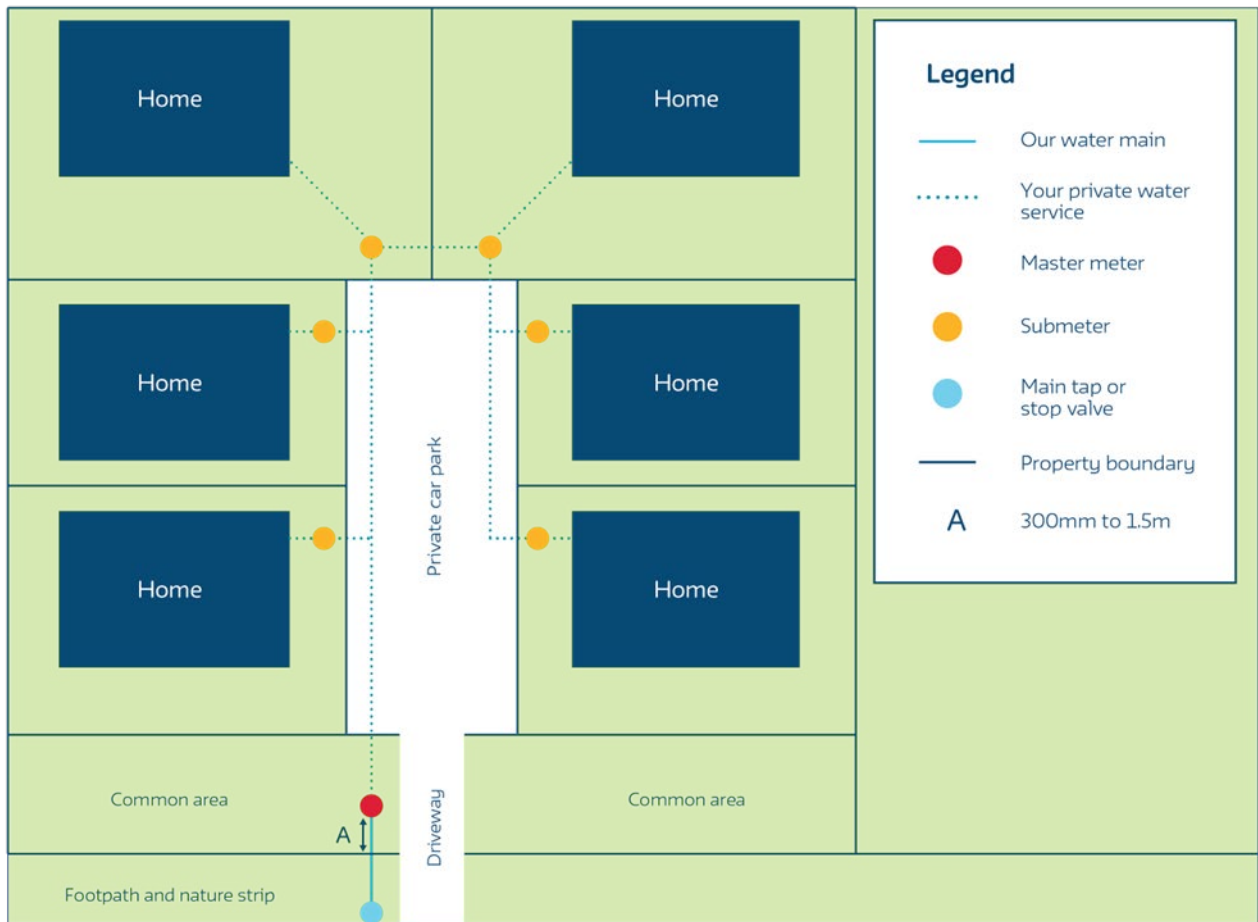 Home
Home
Legend
Our water main
Your private water
service
Master meter
Submeter
Main tap or
stop valve
Property boundary
A
300mm to 1.5m
Home
Home
Private car park
Home
Home
Common area
Common area
A
Driveway
Footpath and nature strip